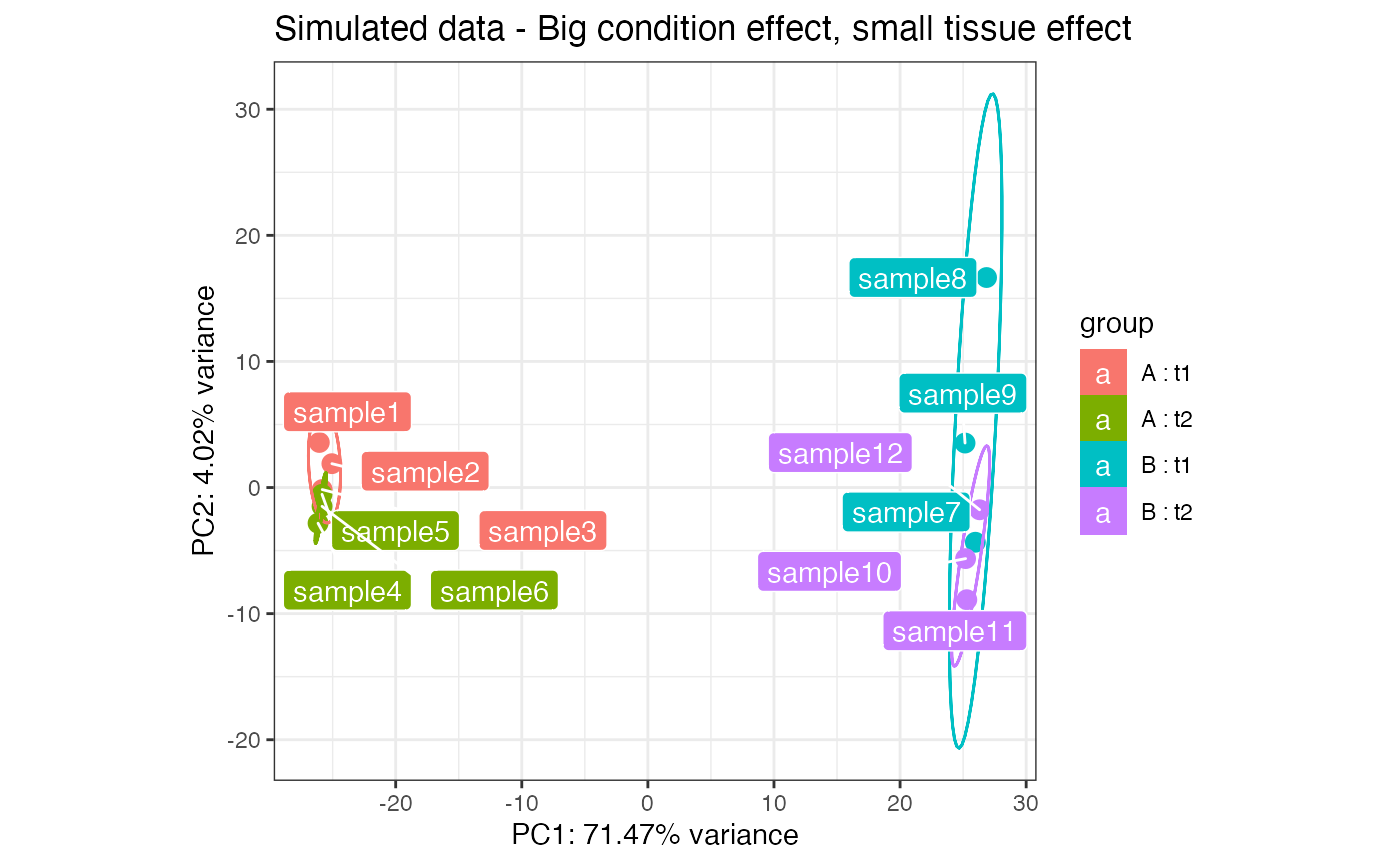 Simulated data - Big condition effect, small tissue effect
PC2: 4.02% variance
30
20
10
0
-10
-20
sample8
sample9
sample1
sample12
sample2
sample7
sample5
sample3
sample10
sample4
sample6
sample11
-20
-10
0
10
20
30
PC1: 71.47% variance
group
a A : t1
a A : t2
a B : t1
a B : t2